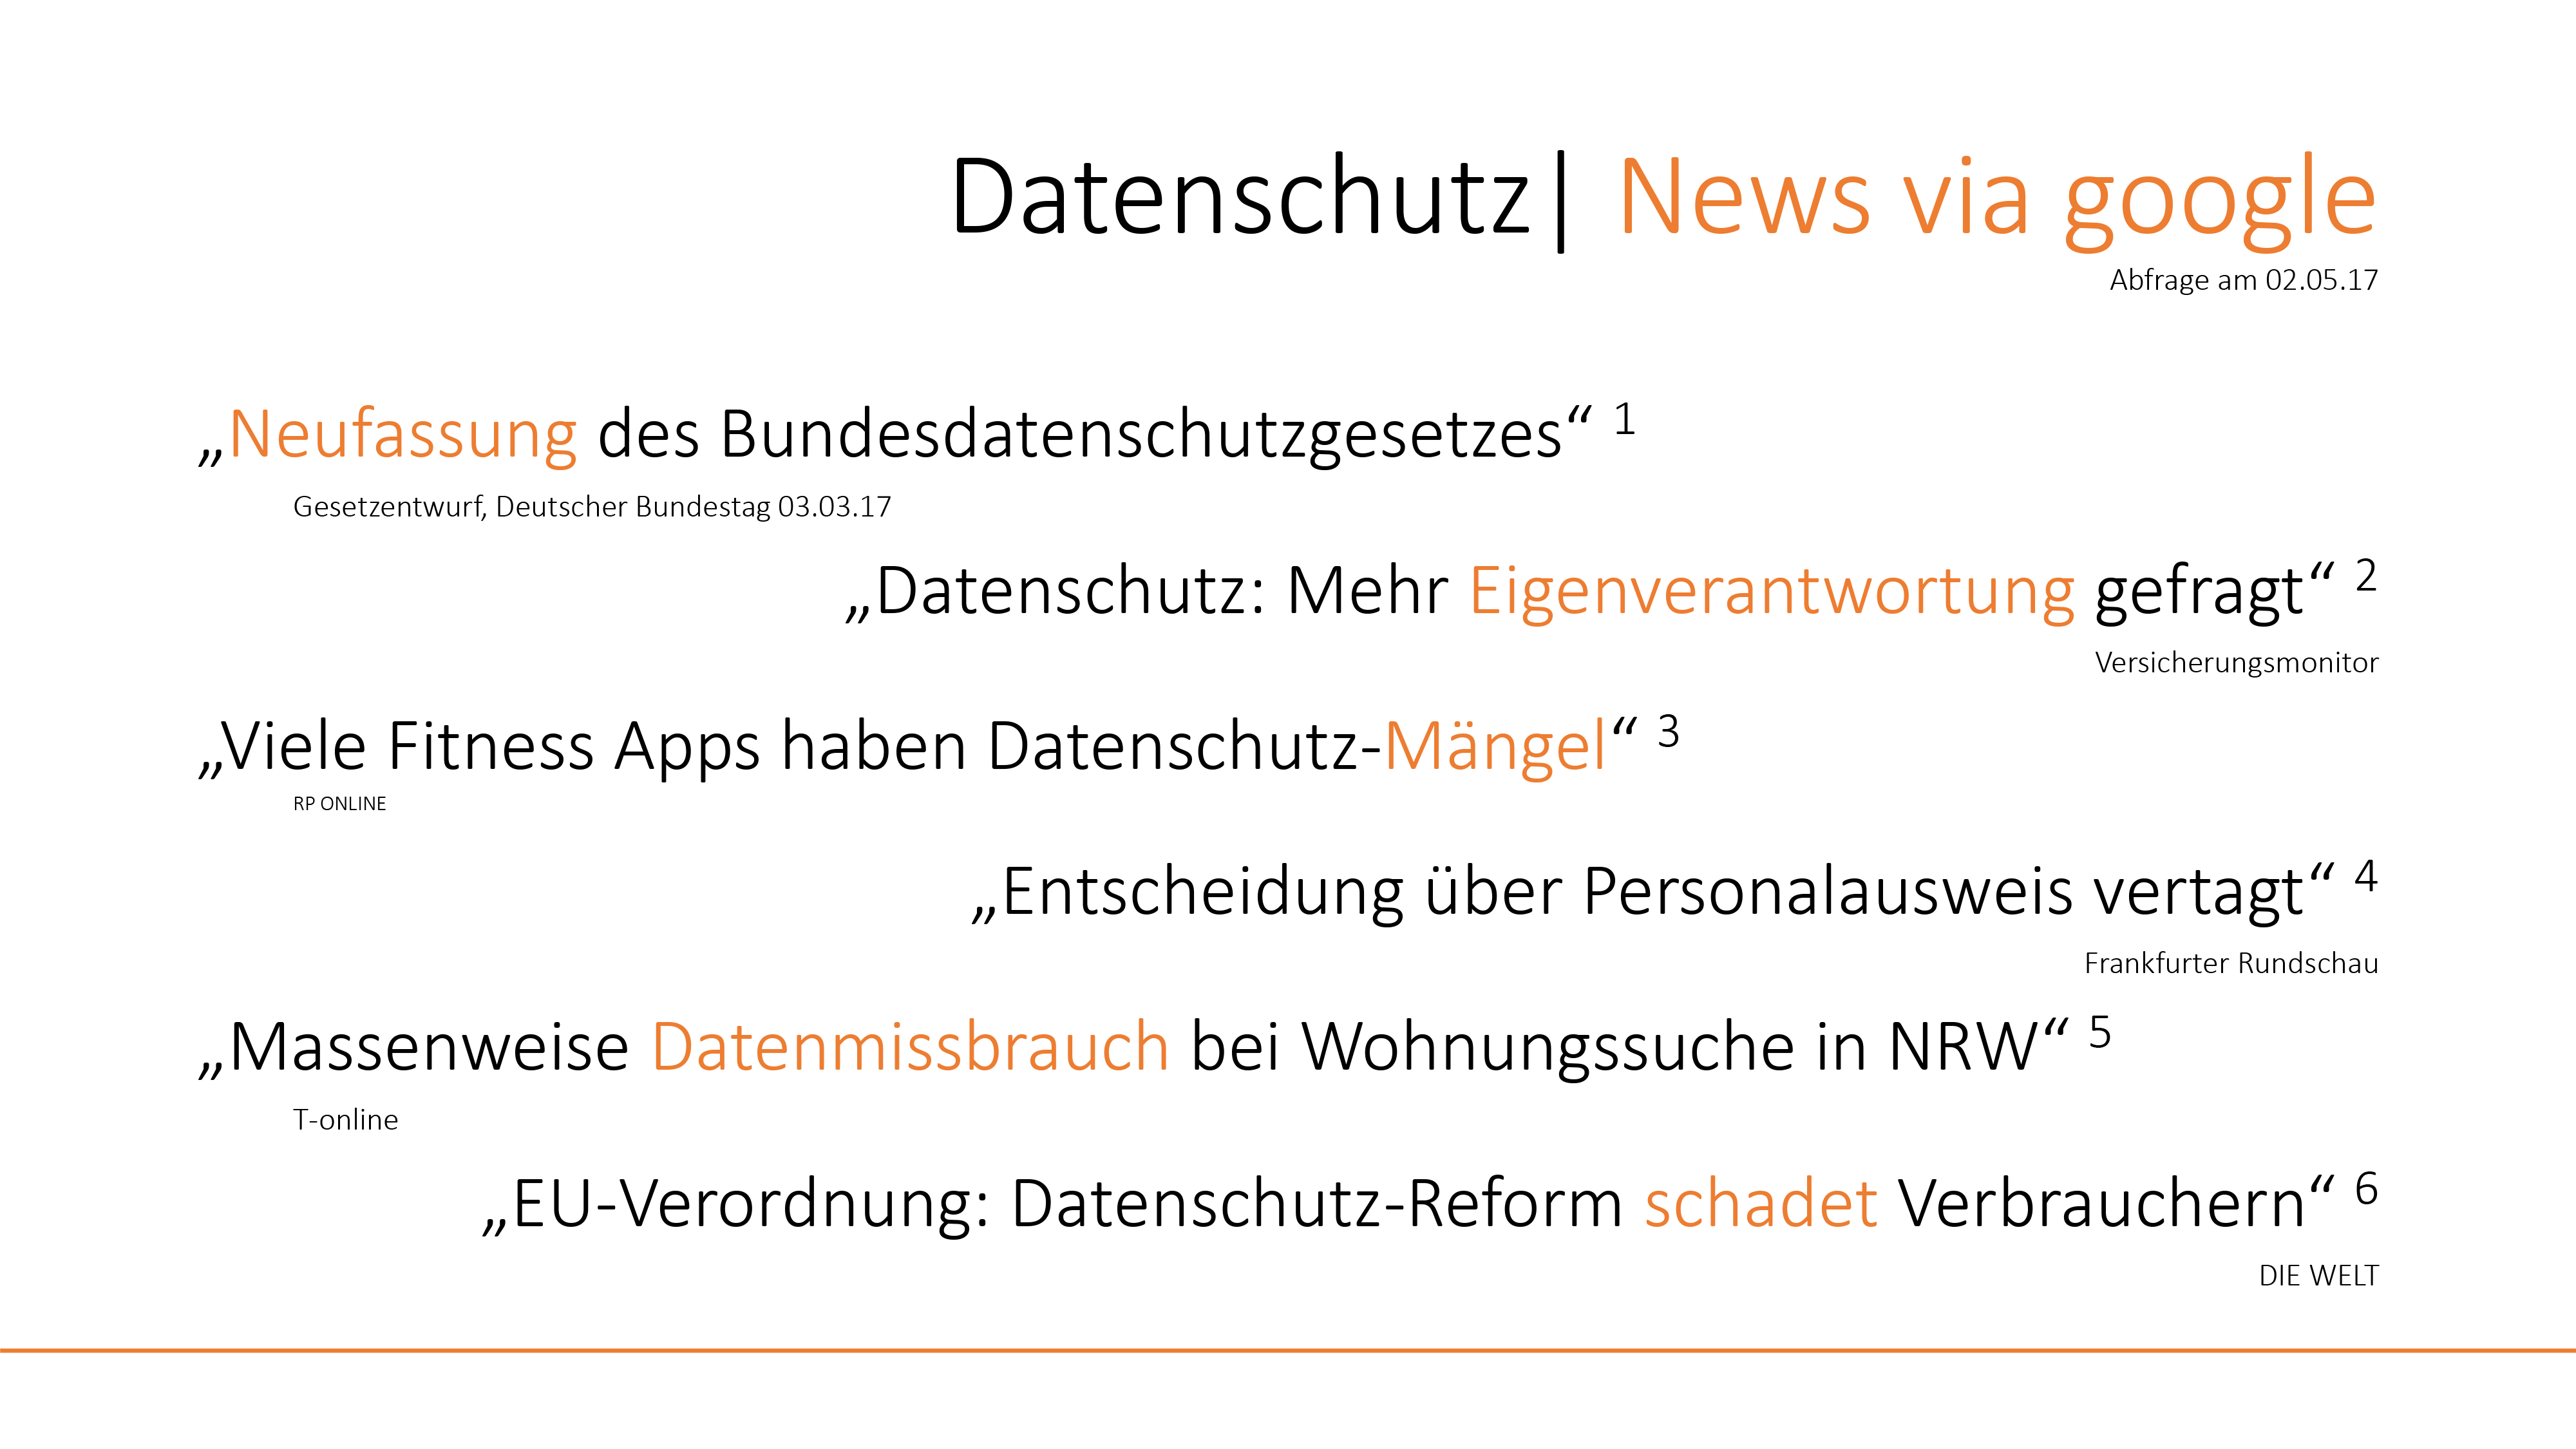 Datenschutz| News via google
Abfrage am 02.05.17
„Neufassung des Bundesdatenschutzgesetzes“ 1
Gesetzentwurf, Deutscher Bundestag 03.03.17
„Datenschutz: Mehr Eigenverantwortung gefragt“ 2
Versicherungsmonitor
„Viele Fitness Apps haben Datenschutz-Mängel“ 3
RP ONLINE
„Entscheidung über Personalausweis vertagt“ 4
Frankfurter Rundschau
„Massenweise Datenmissbrauch bei Wohnungssuche in NRW“ 5
T-online
„EU-Verordnung: Datenschutz-Reform schadet Verbrauchern“ 6
DIE WELT